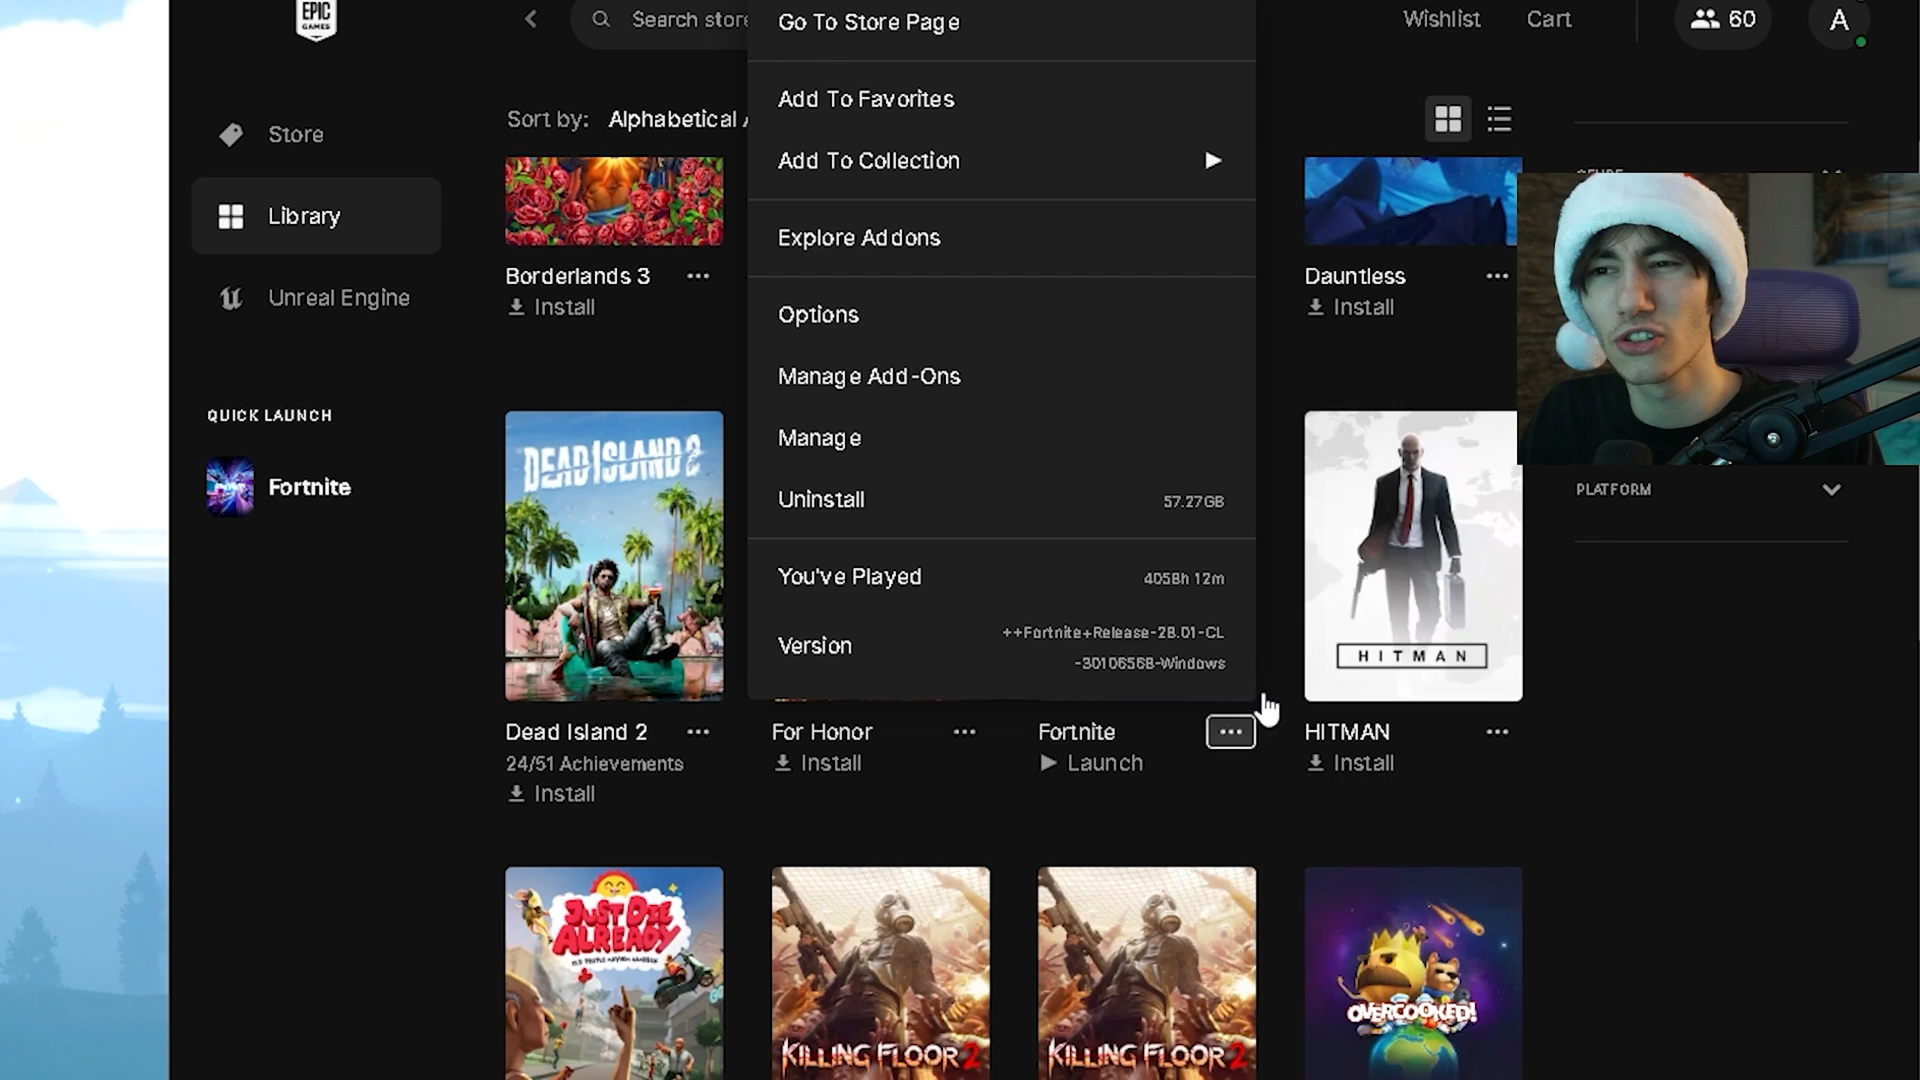 EPIC
GAMES
Search store
Wishlist
Cart
60
A
Go To Store Page
Add To Favorites
Add To Collection
Explore Addons
Options
Manage Add-Ons
Manage
Uninstall
57.27GB
You've Played
4058h 12m
Version
++Fortnite+Release-28.01-CL
-30106568-Windows
Store
Library
Unreal Engine
QUICK LAUNCH
Fortnite
Sort by: Alphabetical
Borderlands 3
Install
Dauntless
Install
PLATFORM
DEAD ISLAND 2
HITMAN
Dead Island 2
24/51 Achievements
Install
For Honor
Install
Fortnite
Launch
HITMAN
Install
JUST DIE
ALREADY
KILLING FLOOR 2
KILLING FLOOR 2
OVERCOOKED!